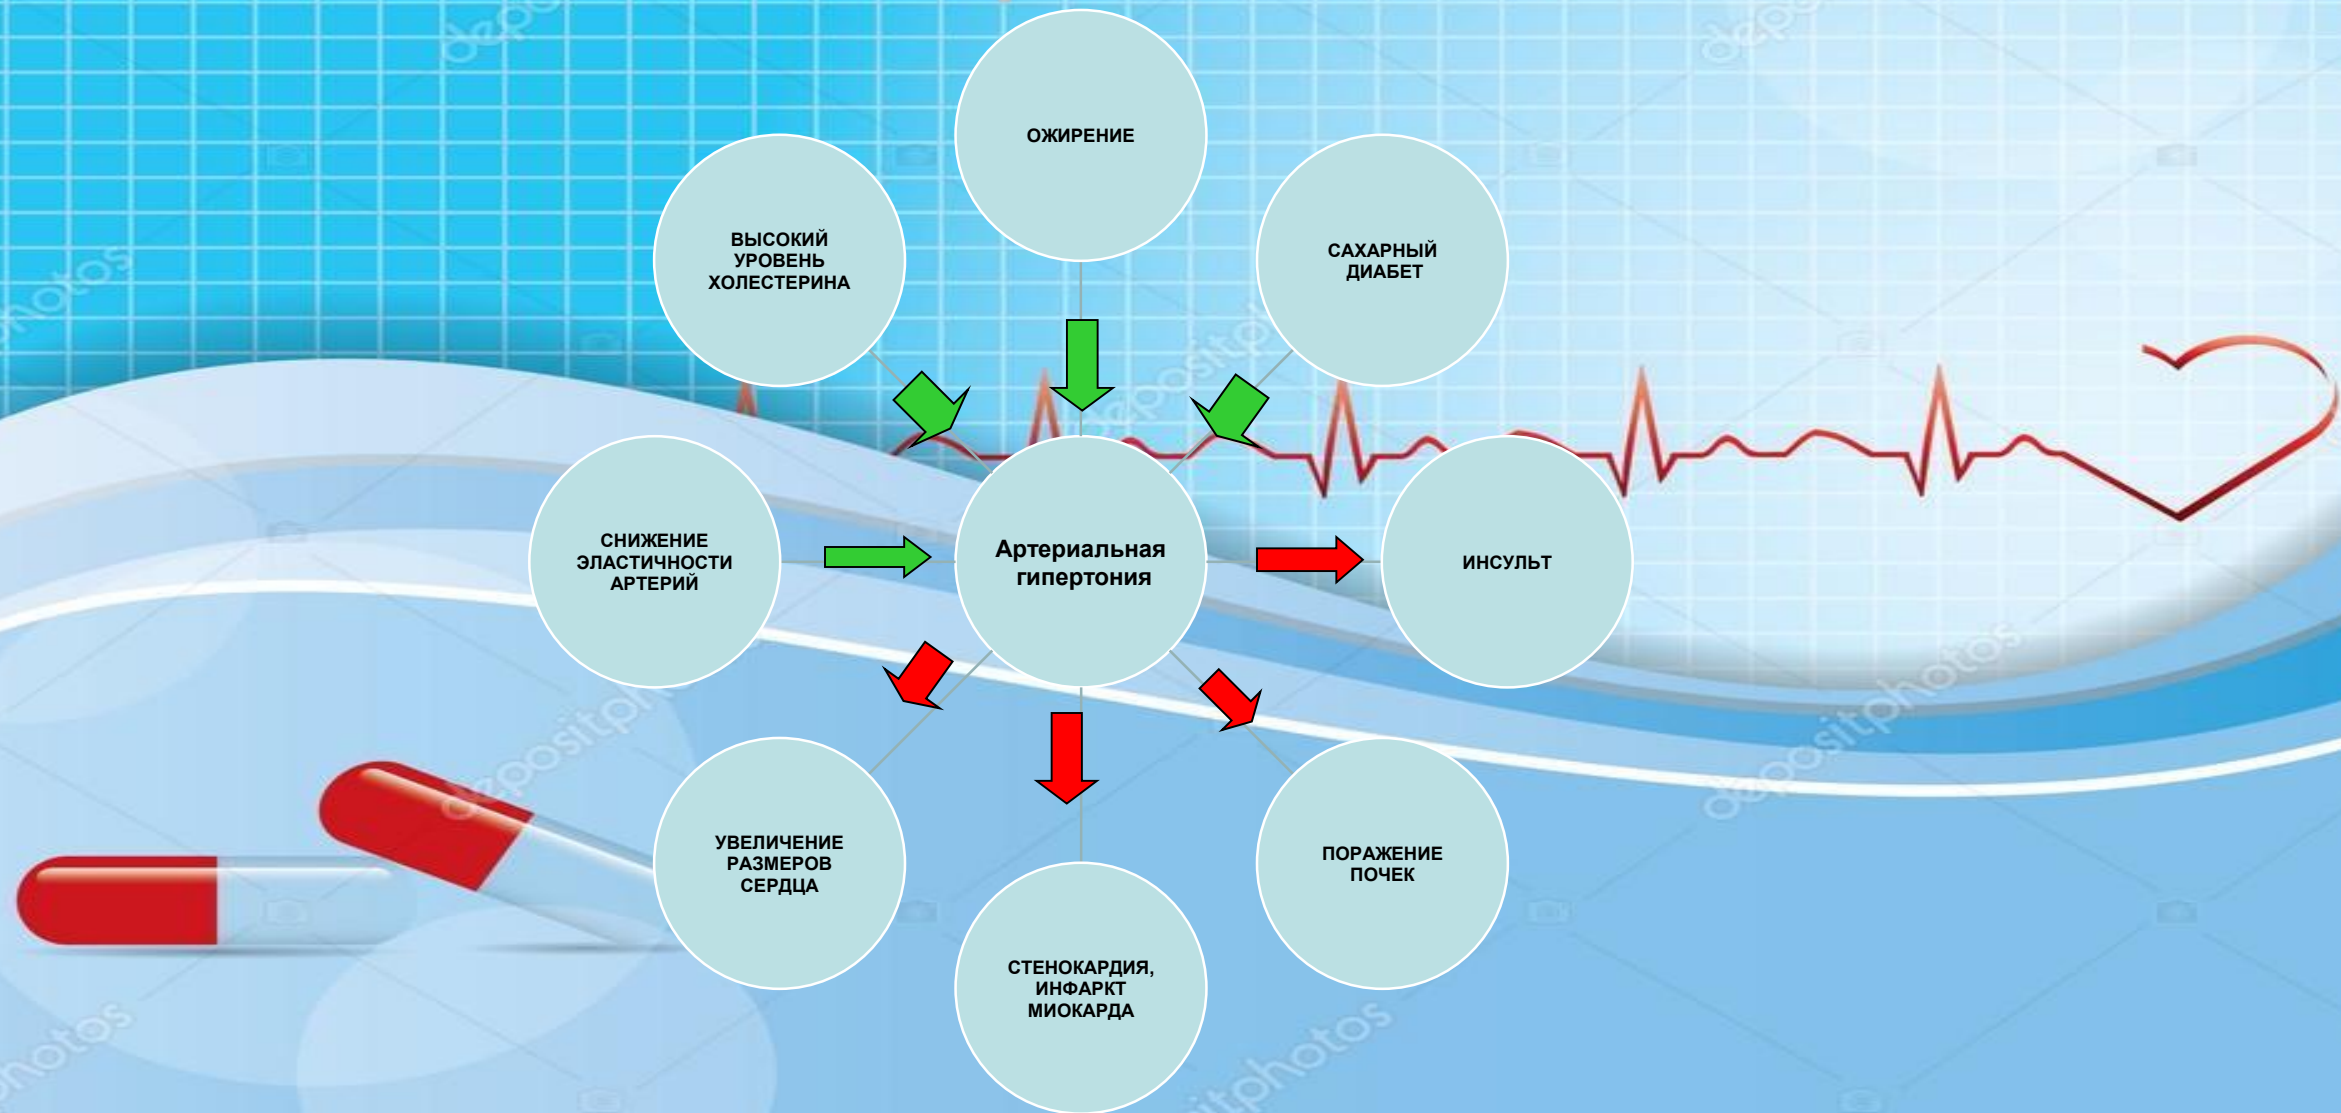 ОЖИРЕНИЕ
ВЫСОКИЙ
УРОВЕНЬ
ХОЛЕСТЕРИНА
САХАРНЫЙ
ДИАБЕТ
СНИЖЕНИЕ
ЭЛАСТИЧНОСТИ
АРТЕРИЙ
Артериальная
гипертония
ИНСУЛЬТ
УВЕЛИЧЕНИЕ
РАЗМЕРОВ
СЕРДЦА
ПОРАЖЕНИЕ
ПОЧЕК
СТЕНОКАРДИЯ,
ИНФАРКТ
МИОКАРДА
depositphotos